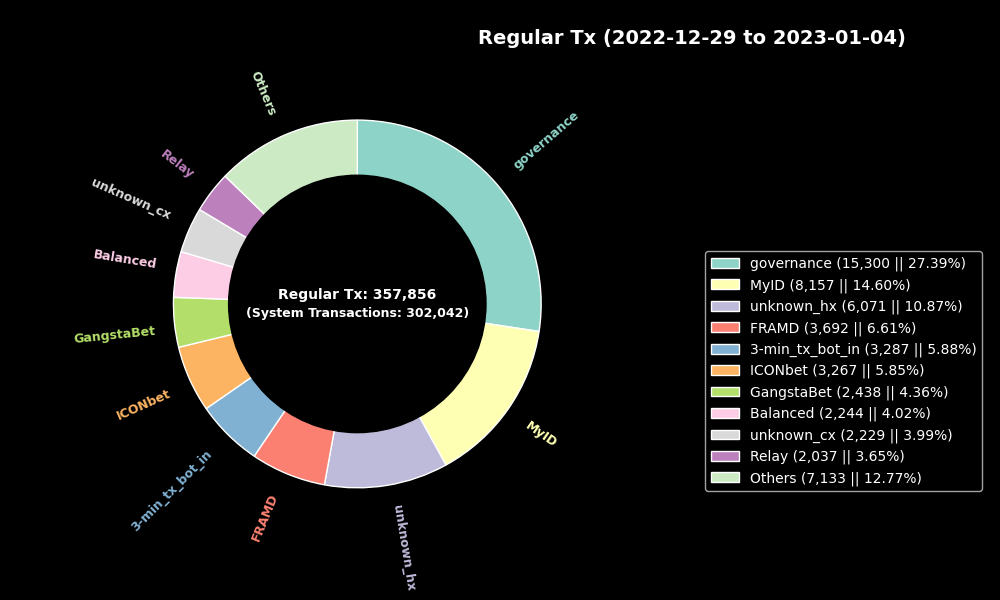 Regular Tx (2022-12-29 to 2023-01-04)
Others
governance
Relay
unknown_cx
Balanced
GangstaBet
ICONbet
3-min_tx_bot_in
FRAMD
unknown_hx
MyID
Regular Tx: 357,856
(System Transactions: 302,042)
governance (15,300 || 27.39%)
MyID (8,157 || 14.60%)
unknown_hx (6,071 || 10.87%)
FRAMD (3,692 || 6.61%)
3-min_tx_bot_in (3,287 || 5.88%)
ICONbet (3,267 || 5.85%)
GangstaBet (2,438 || 4.36%)
Balanced (2,244 || 4.02%)
unknown_cx (2,229 || 3.99%)
Relay (2,037 || 3.65%)
Others (7,133 || 12.77%)